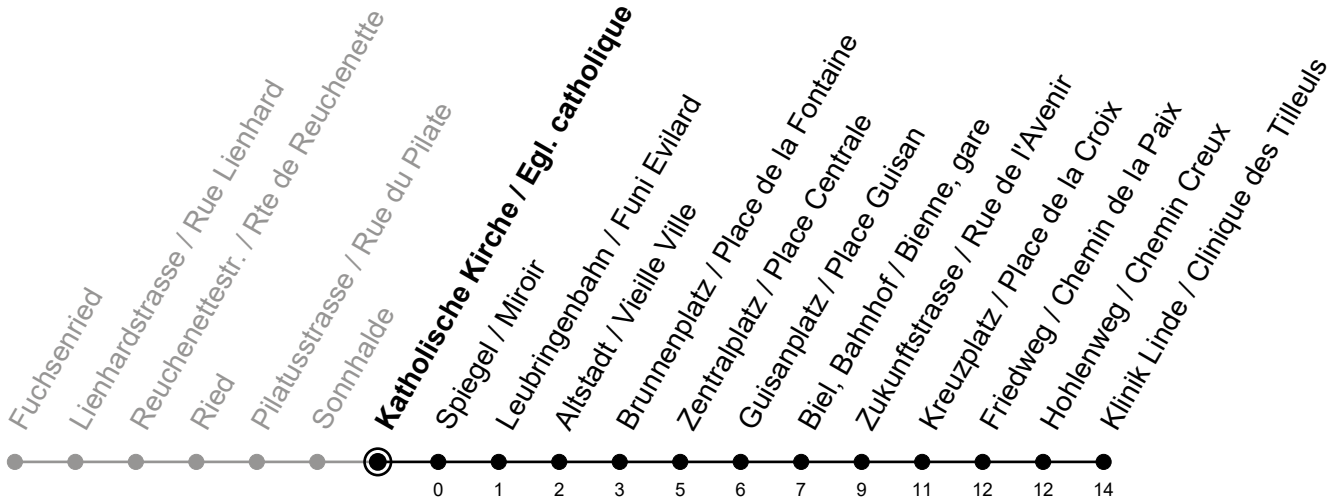 Fuchsenried
Lienhardstrasse / Rue Lienhard
Reuchenettestr. / Rte de Reuchenette
Ried
Pilatusstrasse / Rue du Pilate
Sonnhalde
Katholische Kirche / Egl. catholique
Spiegel / Miroir
Leubringenbahn / Funi Evilard
Altstadt / Vieille Ville
Brunnenplatz / Place de la Fontaine
Zentralplatz / Place Centrale
Guisanplatz / Place Guisan
Biel, Bahnhof / Bienne, gare
Zukunftstrasse / Rue de l'Avenir
Kreuzplatz / Place de la Croix
Friedweg / Chemin de la Paix
Hohlenweg / Chemin Creux
Klinik Linde / Clinique des Tilleuls
0 1 2 3 5 6 7 9 11 12 12 14